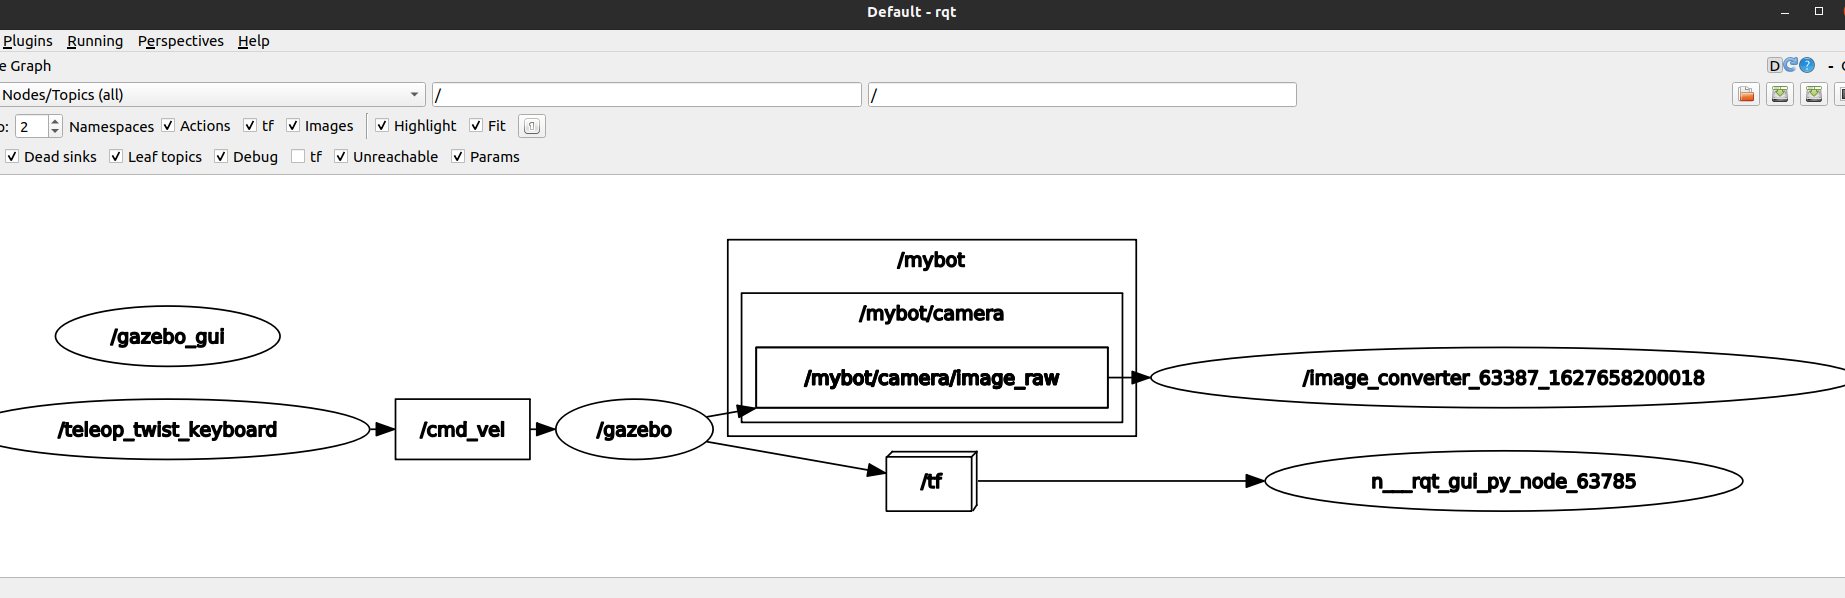 Default - rqt
Plugins Running Perspectives Help
e Graph
D ? -
Nodes/Topics (all) / /
: 2 Namespaces Actions tf Images Highlight Fit
Dead sinks Leaf topics Debug tf Unreachable Params
/mybot
/mybot/camera
/gazebo_gui
/mybot/camera/image_raw
/image_converter_63387_1627658200018
/teleop_twist_keyboard
/cmd_vel
/gazebo
/tf
n___rqt_gui_py_node_63785